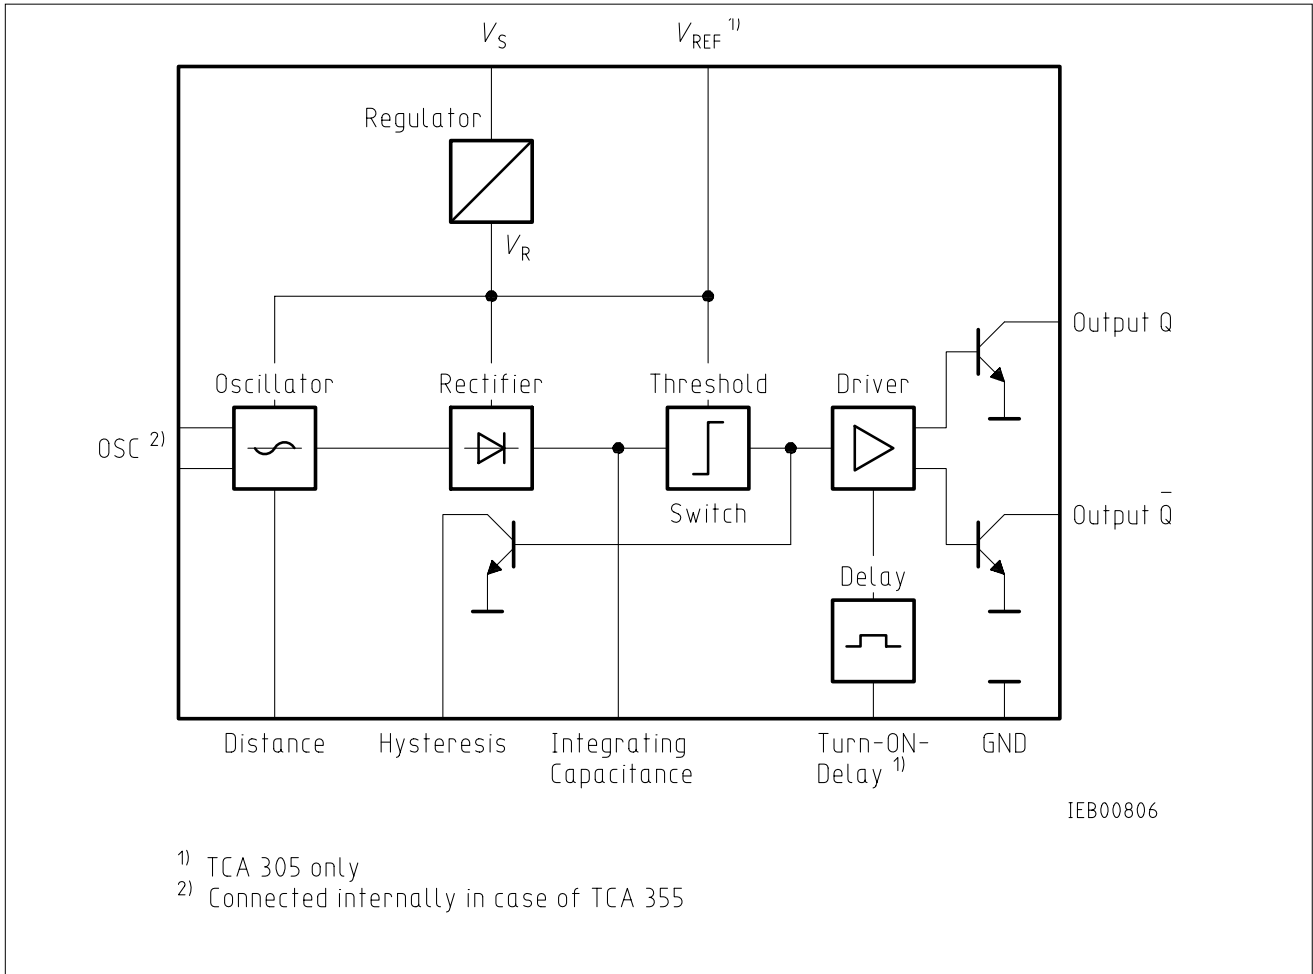 V_S
V_REF 1)
Regulator
V_R
Output Q
Oscillator
Rectifier
Threshold
Driver
OSC 2)
Switch
Output Q̅
Delay
Distance
Hysteresis
Integrating
Capacitance
Turn-ON-
Delay 1)
GND
IEB00806
1) TCA 305 only
2) Connected internally in case of TCA 355